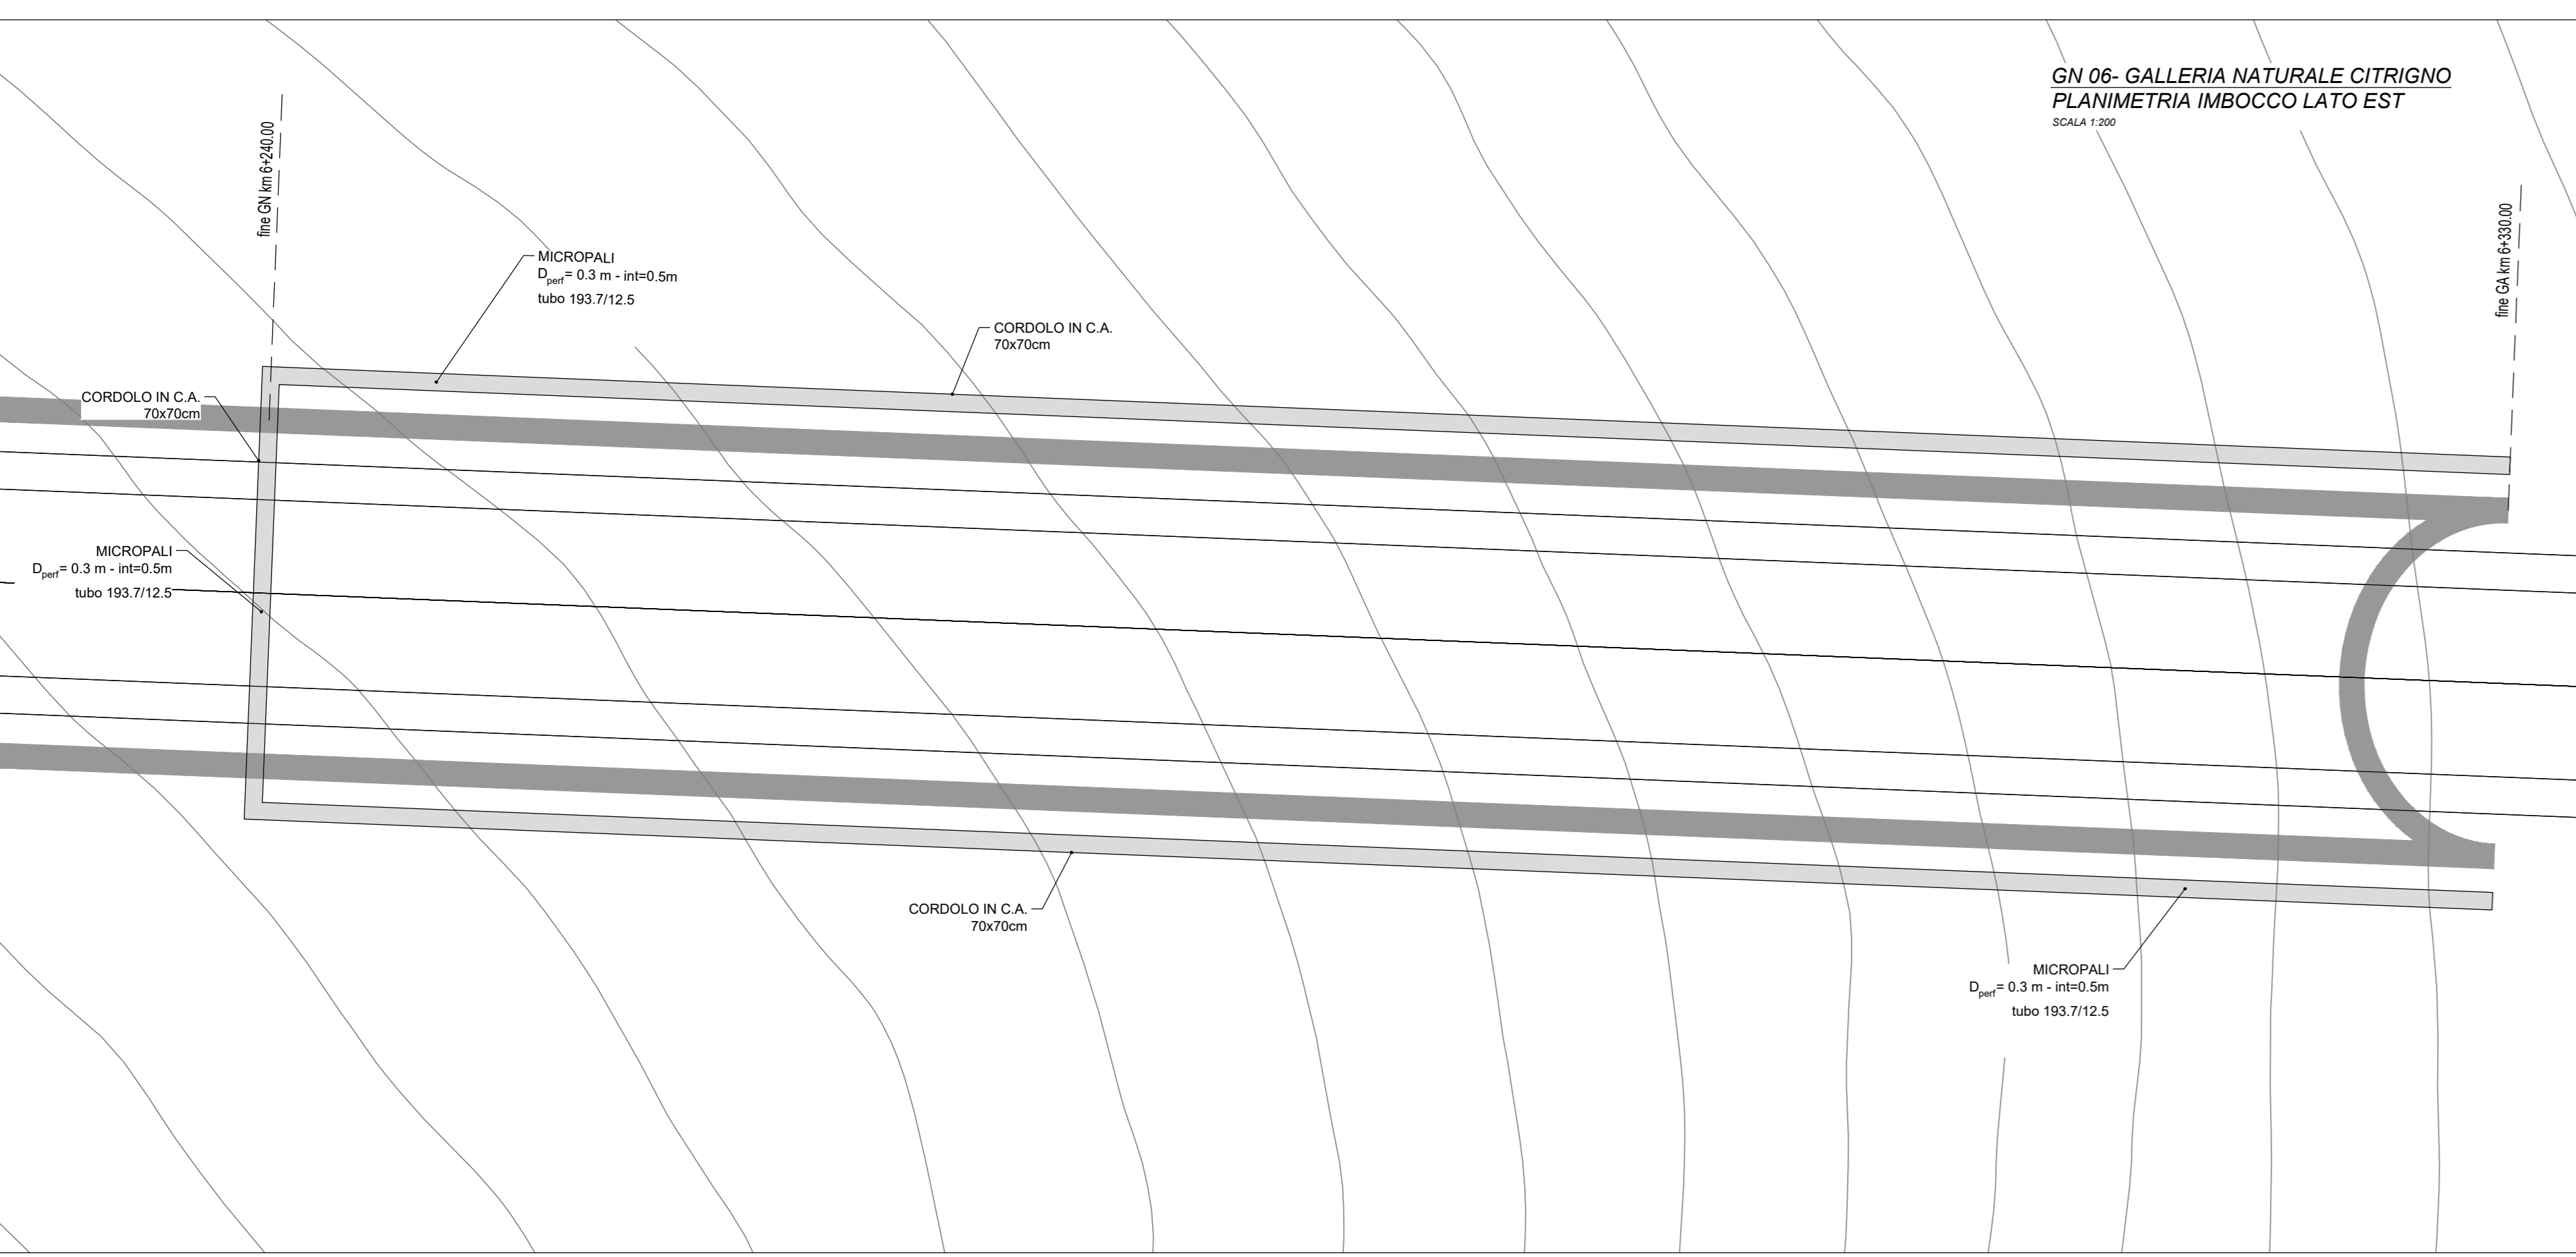 GN 06- GALLERIA NATURALE CITRIGNO
PLANIMETRIA IMBOCCO LATO EST
SCALA 1:200
fine GN km 6+240.00
fine GA km 6+330.00
MICROPALI
Dperf= 0.3 m - int=0.5m
tubo 193.7/12.5
CORDOLO IN C.A.
70x70cm
CORDOLO IN C.A.
70x70cm
MICROPALI
Dperf= 0.3 m - int=0.5m
tubo 193.7/12.5
CORDOLO IN C.A.
70x70cm
MICROPALI
Dperf= 0.3 m - int=0.5m
tubo 193.7/12.5